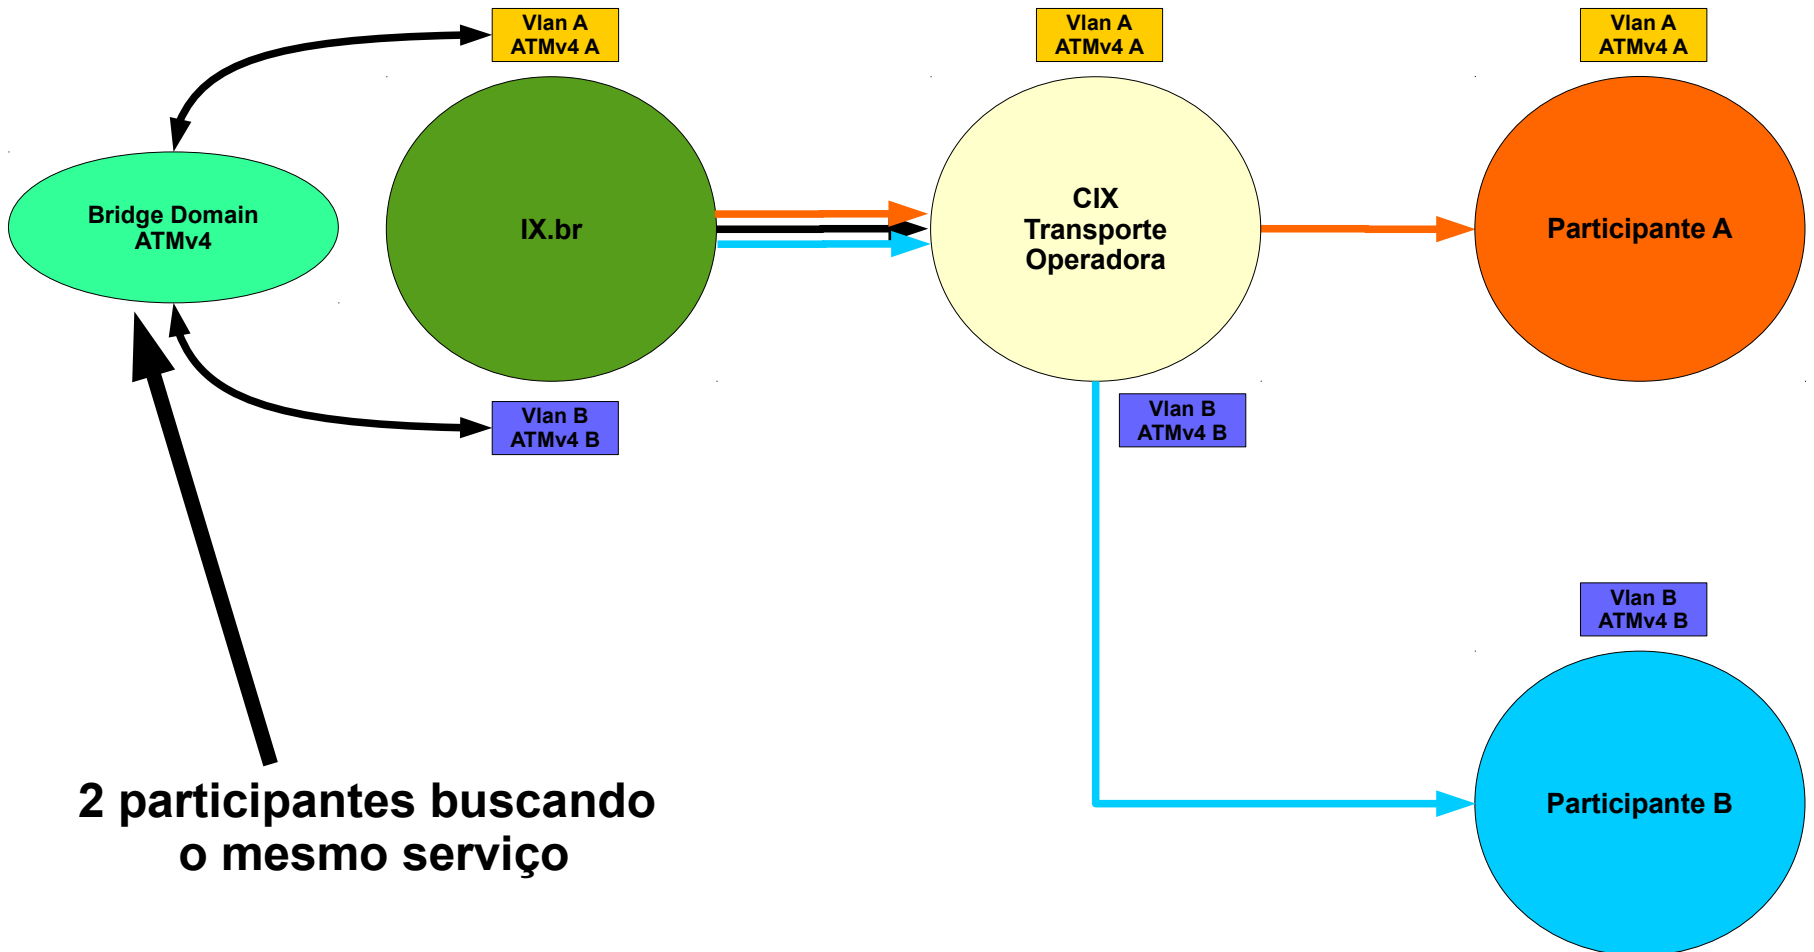 Vlan A
ATMv4 A
Vlan A
ATMv4 A
Vlan A
ATMv4 A
Bridge Domain
ATMv4
IX.br
CIX
Transporte
Operadora
Participante A
Vlan B
ATMv4 B
Vlan B
ATMv4 B
Vlan B
ATMv4 B
Participante B
2 participantes buscando
o mesmo serviço